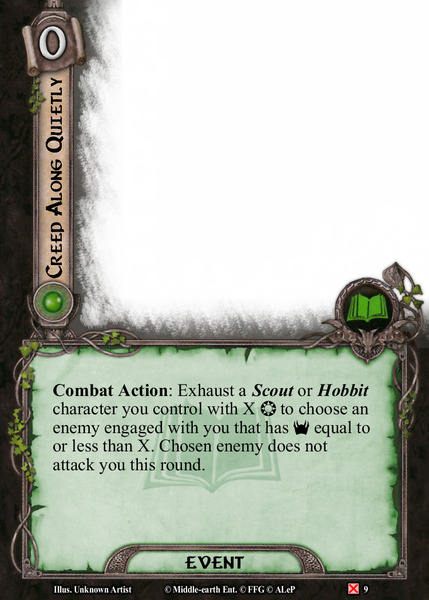 0
Creep Along Quietly
Combat Action: Exhaust a Scout or Hobbit
character you control with X to choose an
enemy engaged with you that has equal to
or less than X. Chosen enemy does not
attack you this round.
EVENT
Illus. Unknown Artist © Middle-earth Ent. © FFG © ALeP 9